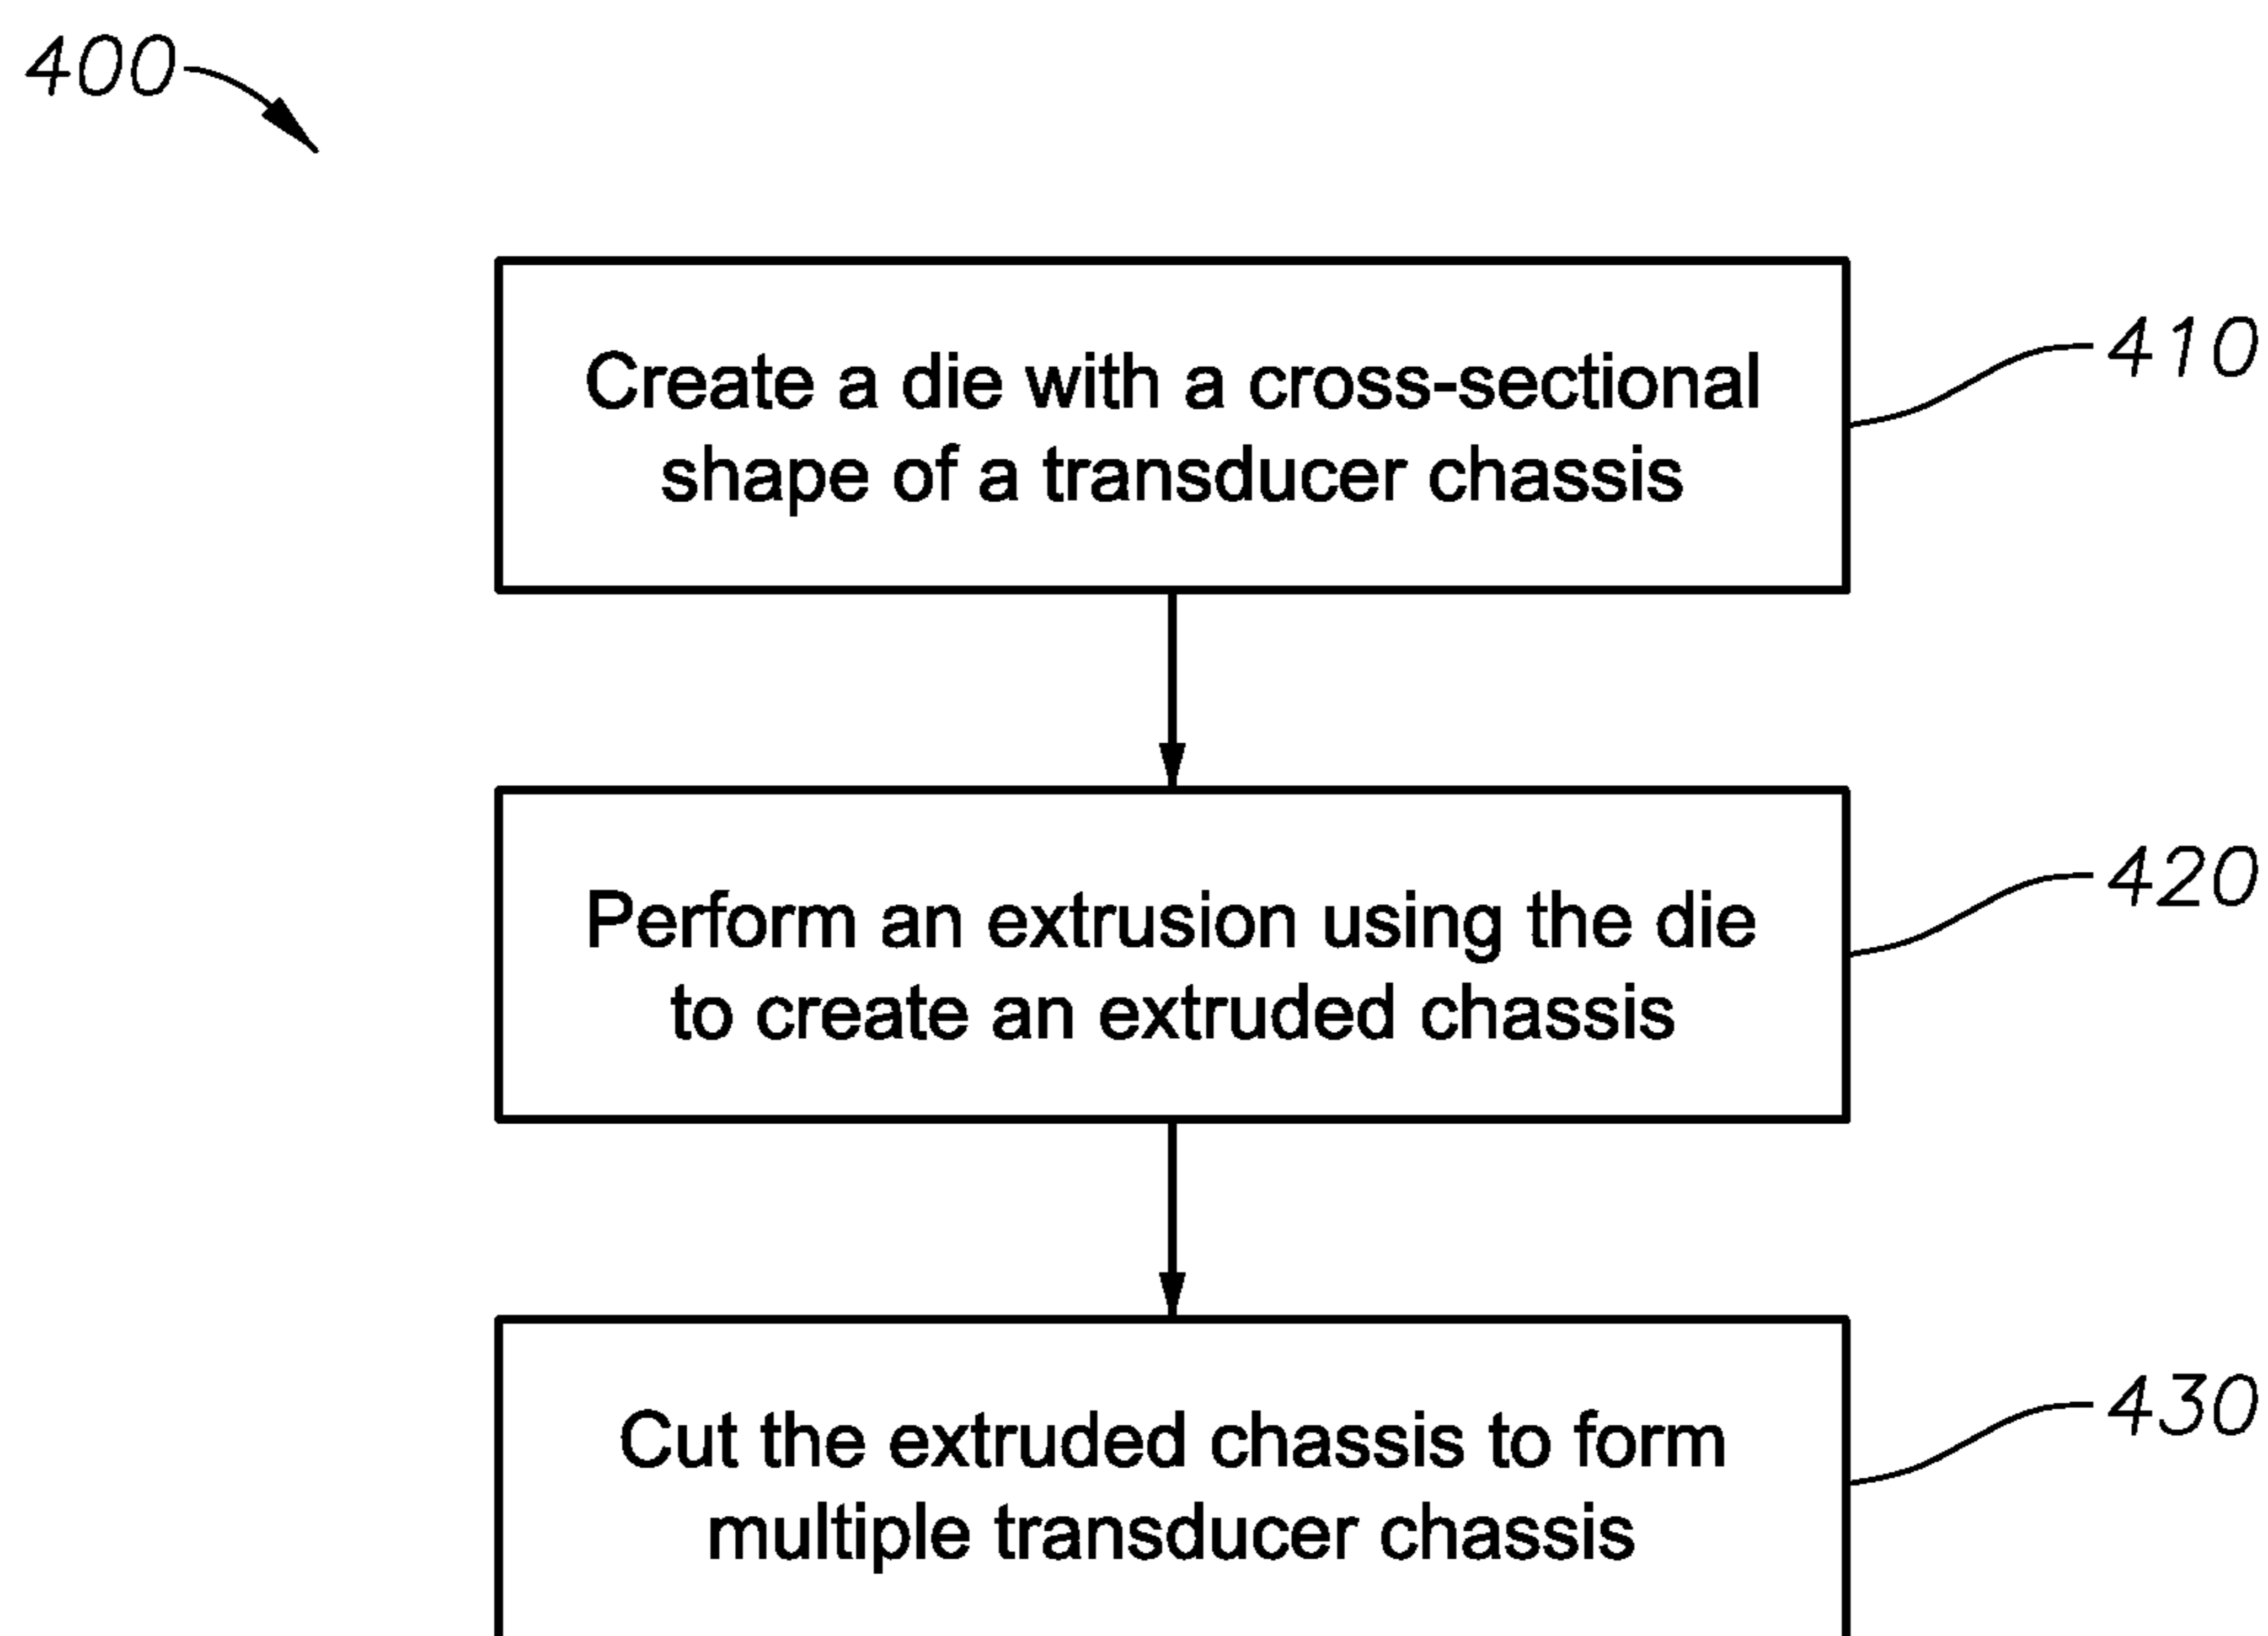 400
Create a die with a cross-sectional
shape of a transducer chassis
410
Perform an extrusion using the die
to create an extruded chassis
420
Cut the extruded chassis to form
multiple transducer chassis
430